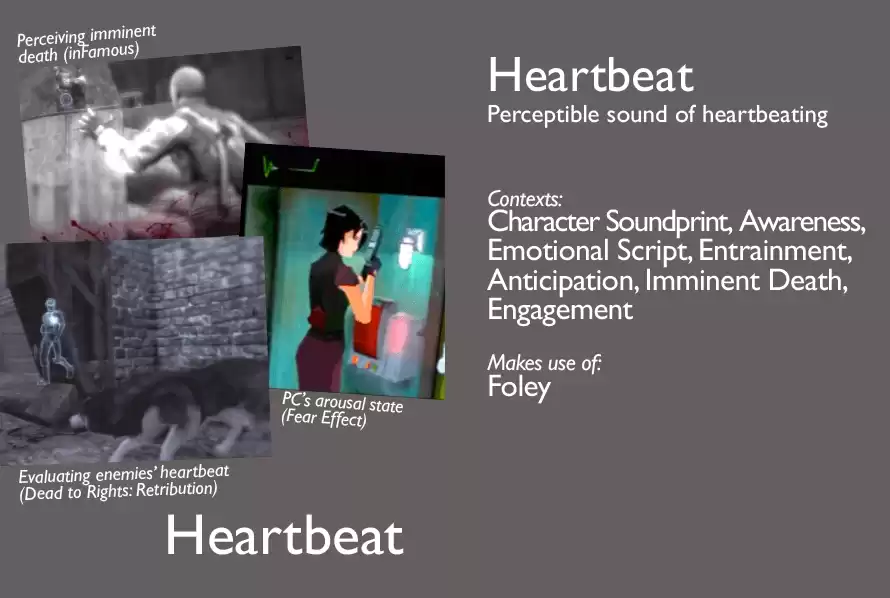 Perceiving imminent
death (inFamous)
PC's arousal state
(Fear Effect)
Evaluating enemies' heartbeat
(Dead to Rights: Retribution)
Heartbeat
Heartbeat
Perceptible sound of heartbeating
Contexts:
Character Soundprint, Awareness,
Emotional Script, Entrainment,
Anticipation, Imminent Death,
Engagement
Makes use of:
Foley